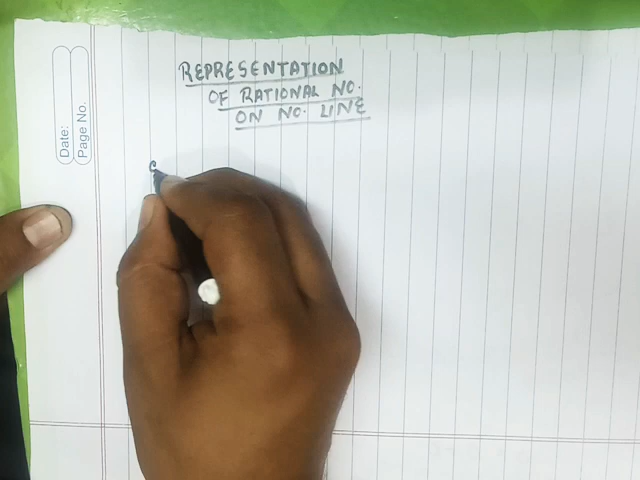 REPRESENTATION
OF RATIONAL NO.
ON NO. LINE
Date:
Page No.